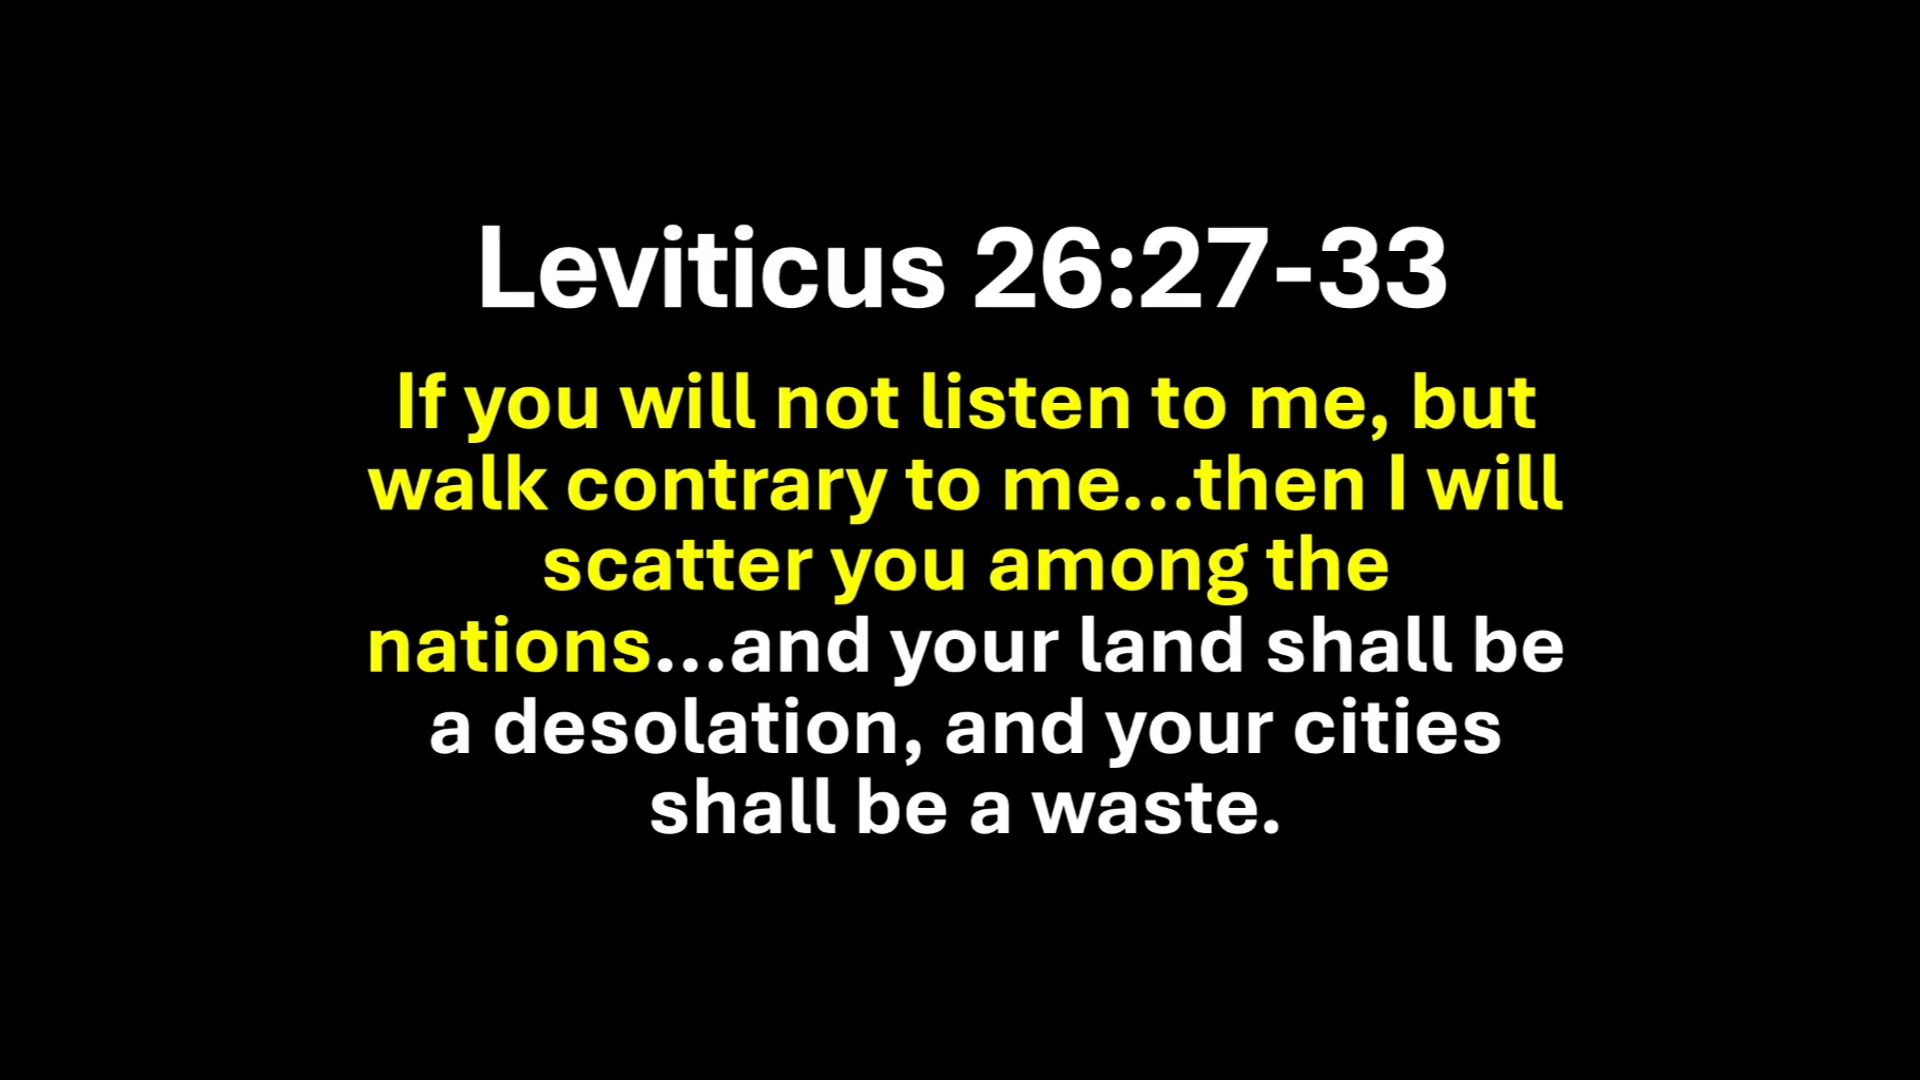 Leviticus 26:27-33
If you will not listen to me, but
walk contrary to me...then I will
scatter you among the
nations...and your land shall be
a desolation, and your cities
shall be a waste.